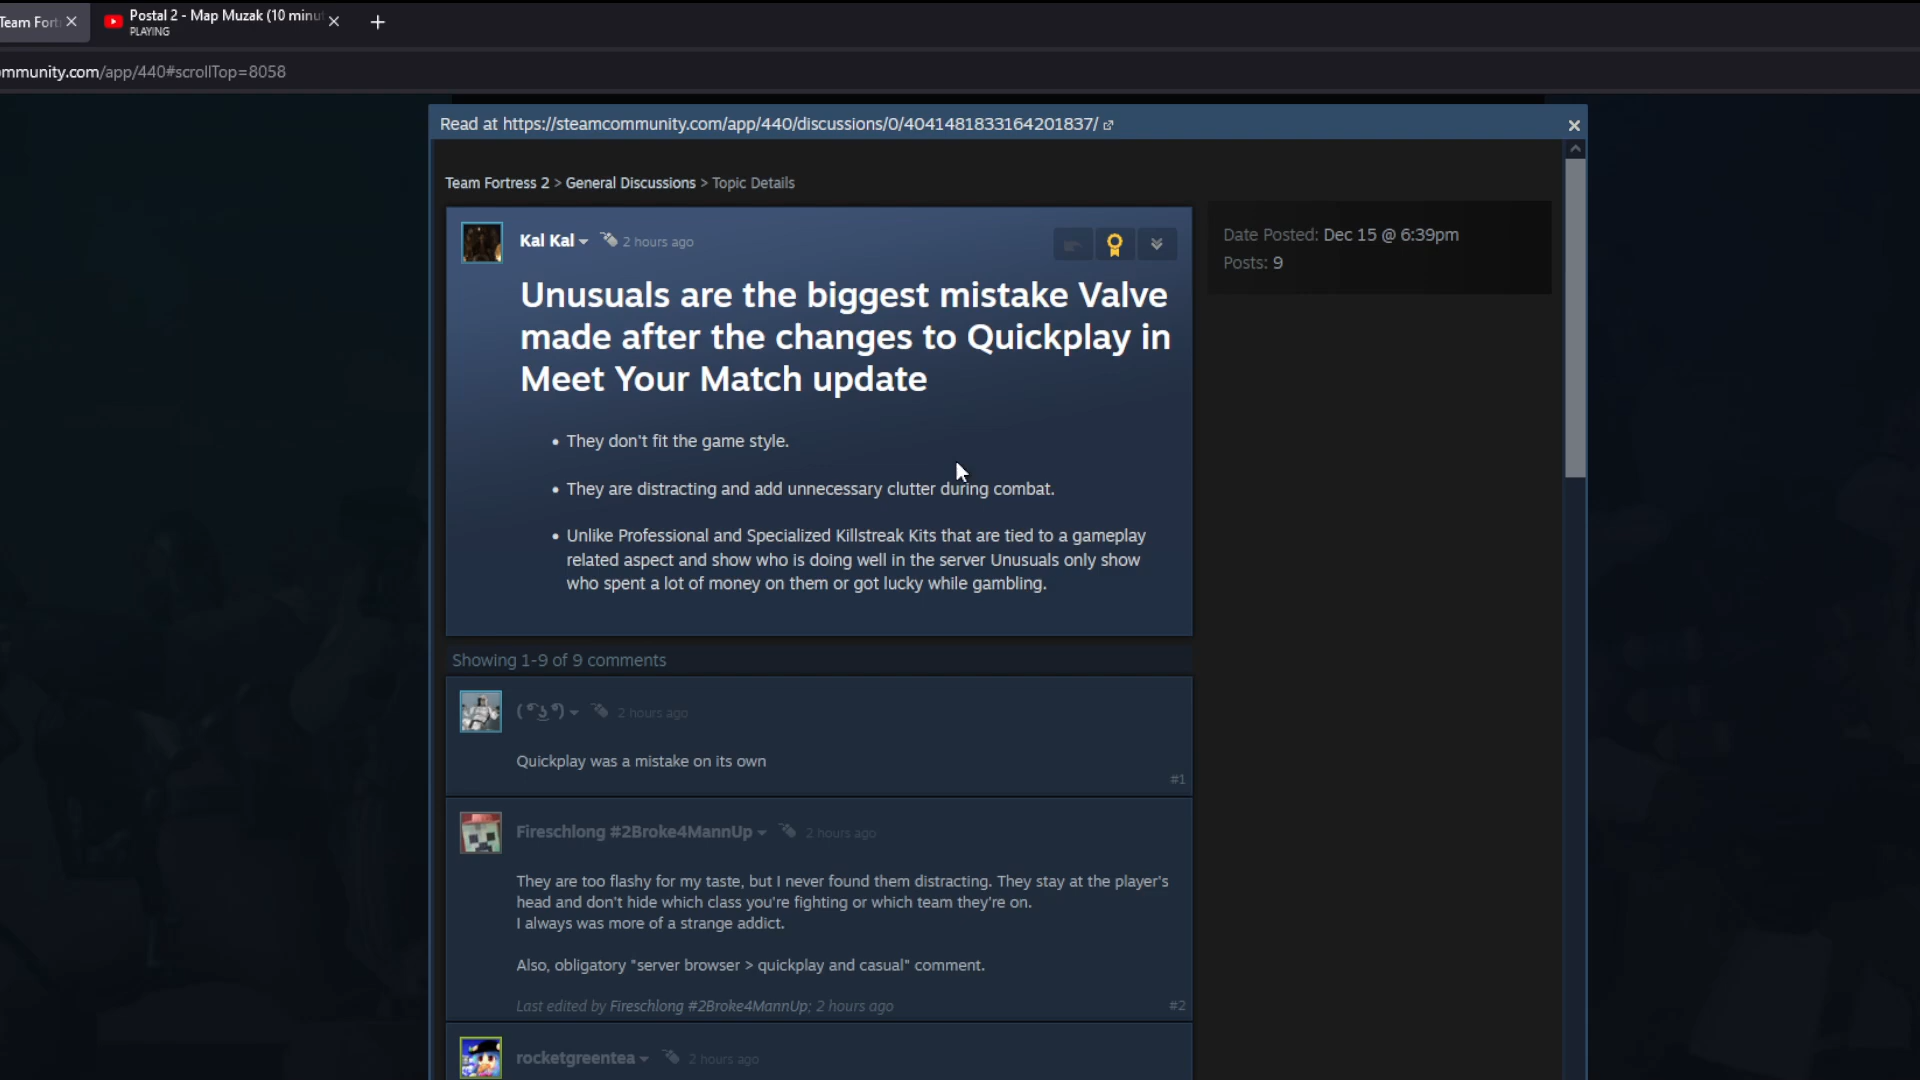 Team Fort
Postal 2 - Map Muzak (10 minu
PLAYING
mmunity.com/app/440#scrollTop=8058
Read at https://steamcommunity.com/app/440/discussions/0/4041481833164201837/
Team Fortress 2 > General Discussions > Topic Details
Kal Kal 2 hours ago
Date Posted: Dec 15 @ 6:39pm
Posts: 9
Unusuals are the biggest mistake Valve
made after the changes to Quickplay in
Meet Your Match update
• They don't fit the game style.
• They are distracting and add unnecessary clutter during combat.
• Unlike Professional and Specialized Killstreak Kits that are tied to a gameplay
related aspect and show who is doing well in the server Unusuals only show
who spent a lot of money on them or got lucky while gambling.
Showing 1-9 of 9 comments
2 hours ago
Quickplay was a mistake on its own
#1
Fireschlong #2Broke4MannUp 2 hours ago
They are too flashy for my taste, but I never found them distracting. They stay at the player's
head and don't hide which class you're fighting or which team they're on.
I always was more of a strange addict.
Also, obligatory "server browser > quickplay and casual" comment.
Last edited by Fireschlong #2Broke4MannUp; 2 hours ago
#2
rocketgreentea 2 hours ago